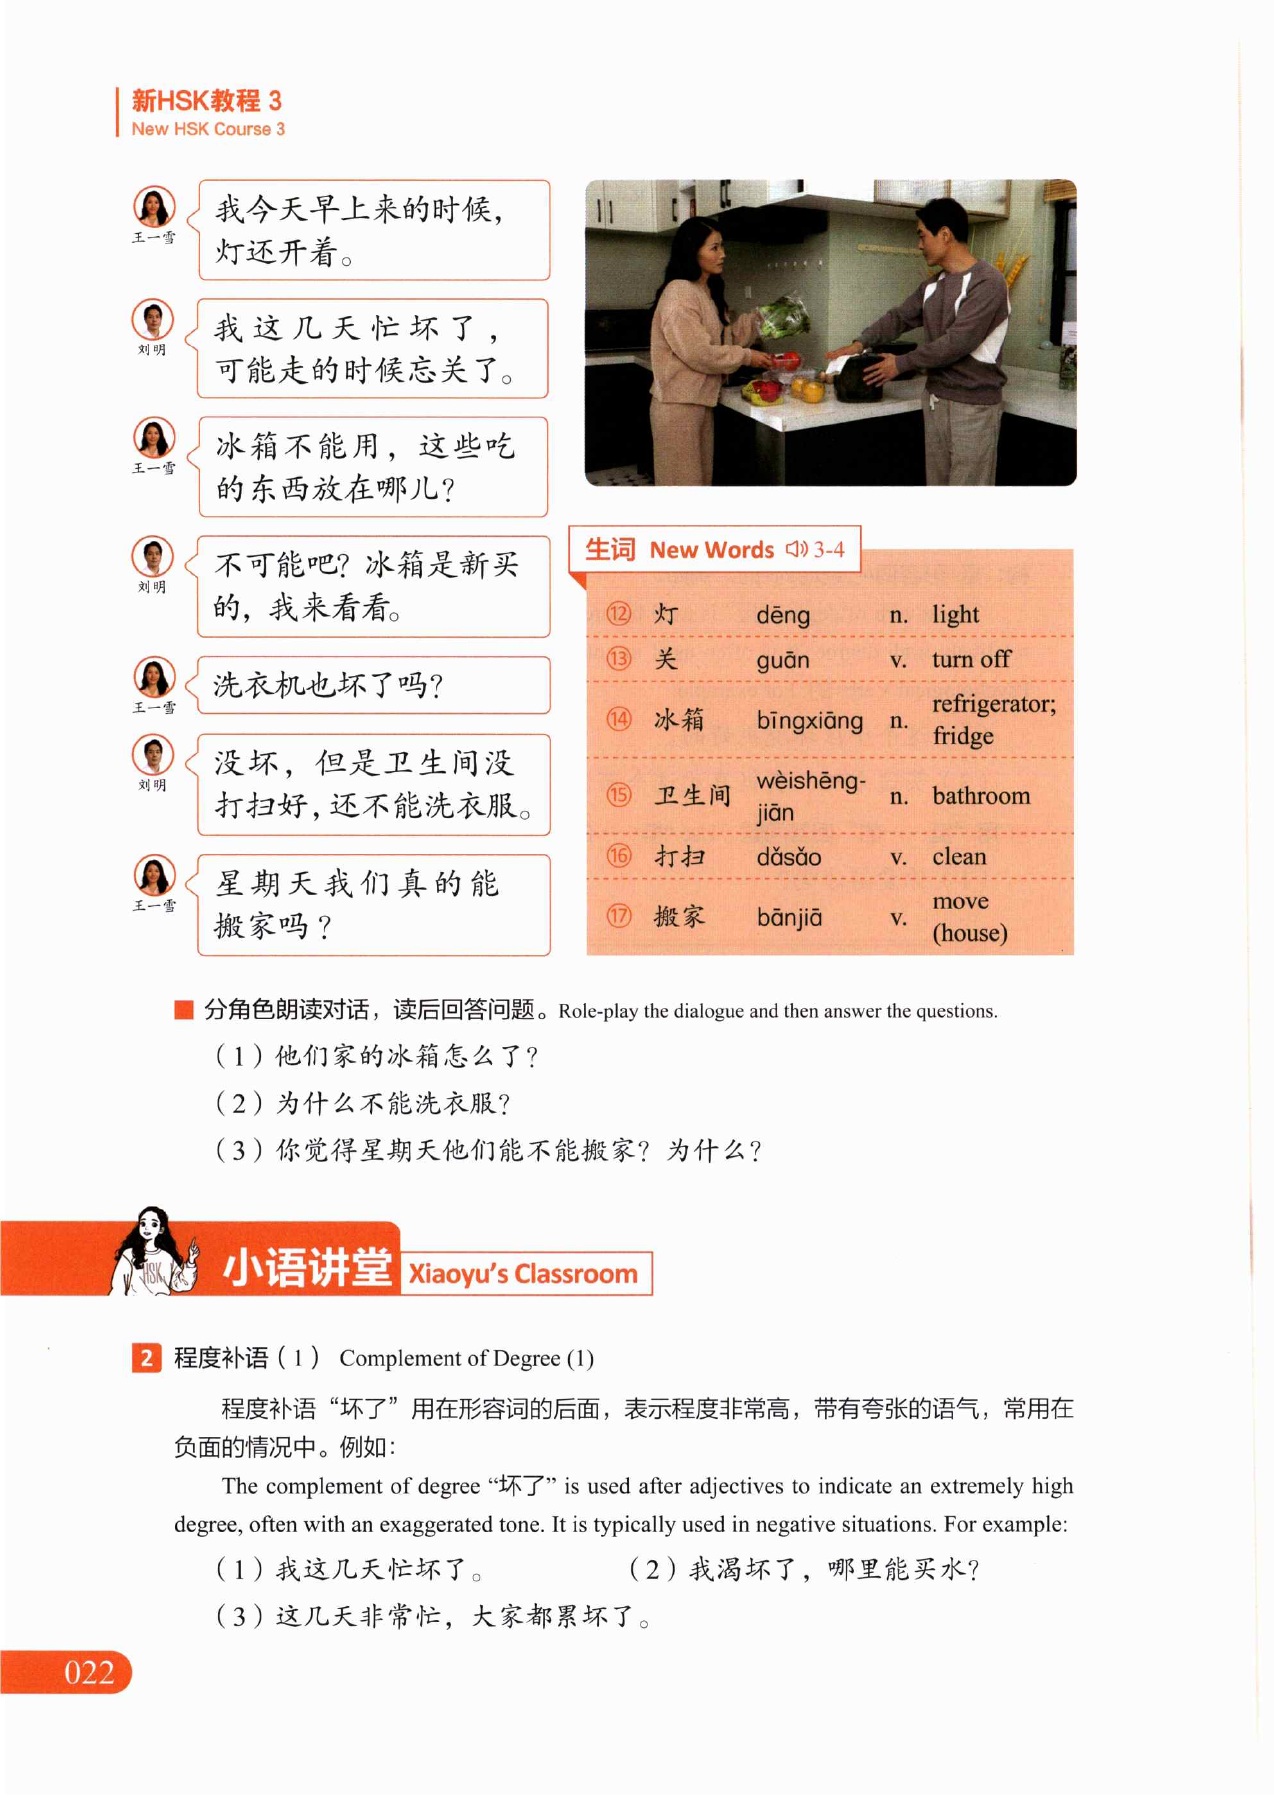 新HSK教程 3
New HSK Course 3
王一雪
我今天早上来的时候，
灯还开着。
刘明
我这几天忙坏了，
可能走的时候忘关了。
王一雪
冰箱不能用，这些吃
的东西放在哪儿？
刘明
不可能吧？冰箱是新买
的，我来看看。
王一雪
洗衣机也坏了吗？
刘明
没坏，但是卫生间没
打扫好，还不能洗衣服。
王一雪
星期天我们真的能
搬家吗？
生词 New Words 3-4
⑫ 灯 dēng n. light
⑬ 关 guān v. turn off
⑭ 冰箱 bīngxiāng n. refrigerator;
fridge
⑮ 卫生间 wèishēng-
jiān n. bathroom
⑯ 打扫 dǎsǎo v. clean
⑰ 搬家 bānjiā v. move
(house)
分角色朗读对话，读后回答问题。Role-play the dialogue and then answer the questions.
（1）他们家的冰箱怎么了？
（2）为什么不能洗衣服？
（3）你觉得星期天他们能不能搬家？为什么？
HSK
小语讲堂 Xiaoyu's Classroom
2 程度补语（1） Complement of Degree (1)
程度补语“坏了”用在形容词的后面，表示程度非常高，带有夸张的语气，常用在
负面的情况中。例如：
The complement of degree “坏了” is used after adjectives to indicate an extremely high
degree, often with an exaggerated tone. It is typically used in negative situations. For example:
（1）我这几天忙坏了。 （2）我渴坏了，哪里能买水？
（3）这几天非常忙，大家都累坏了。
022